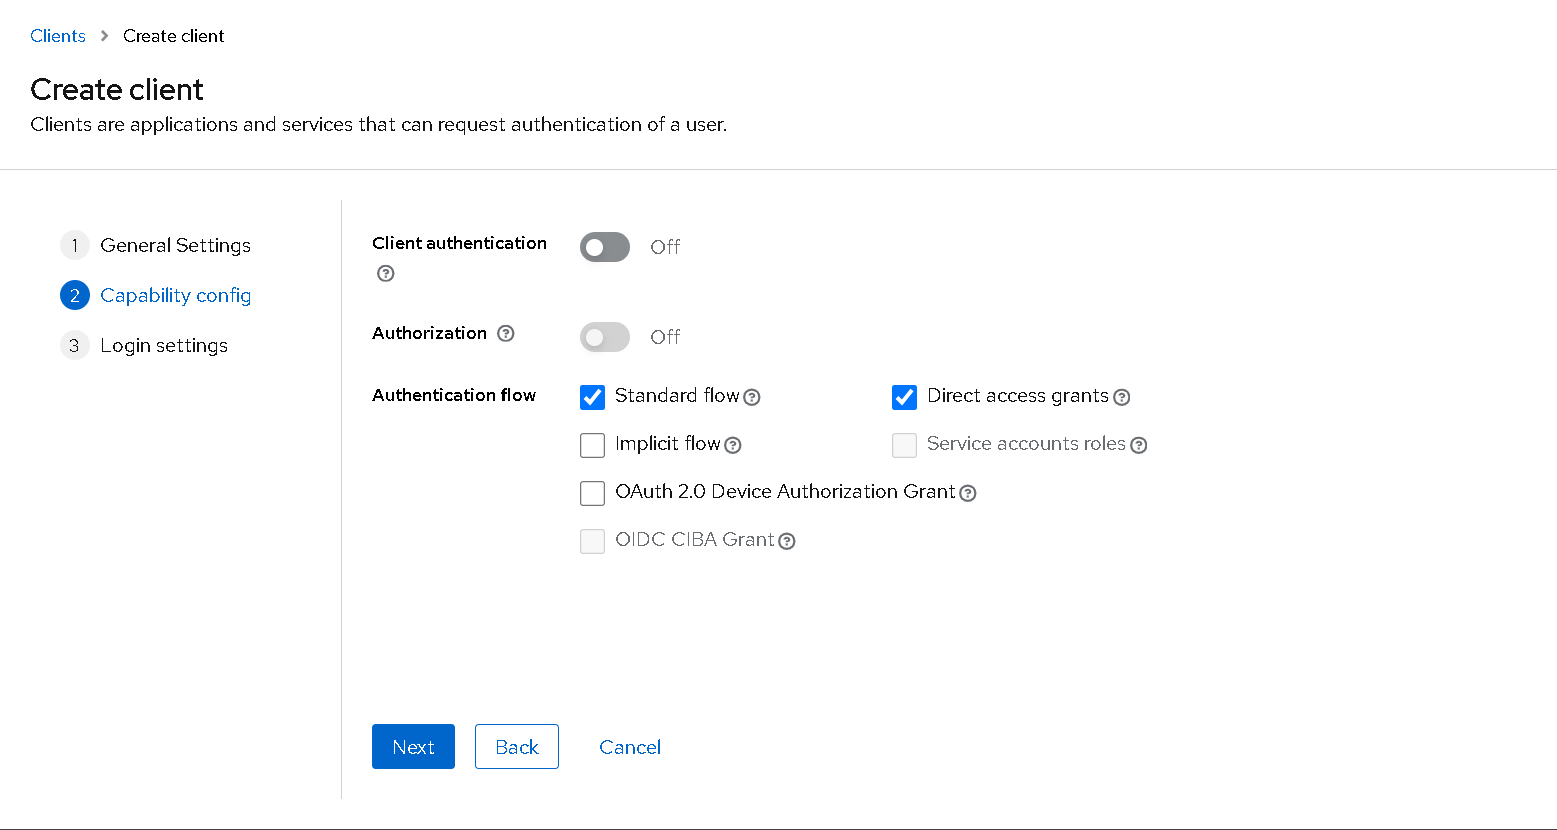 Clients > Create client
Create client
Clients are applications and services that can request authentication of a user.
1 General Settings
2 Capability config
3 Login settings
Client authentication
Off
Authorization
Off
Authentication flow
Standard flow
Direct access grants
Implicit flow
Service accounts roles
OAuth 2.0 Device Authorization Grant
OIDC CIBA Grant
Next
Back
Cancel